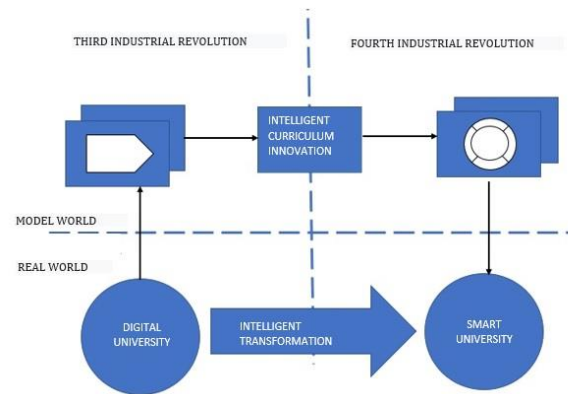 THIRD INDUSTRIAL REVOLUTION
FOURTH INDUSTRIAL REVOLUTION
INTELLIGENT
CURRICULUM
INNOVATION
MODEL WORLD
REAL WORLD
DIGITAL
UNIVERSITY
INTELLIGENT
TRANSFORMATION
SMART
UNIVERSITY